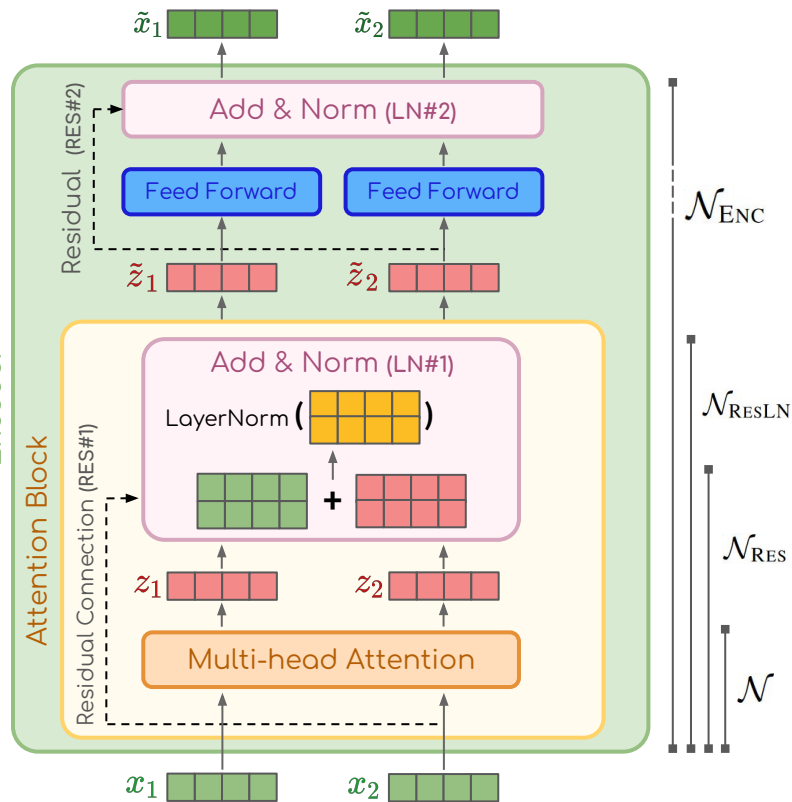 x̃₁ x̃₂
Add & Norm (LN#2)
Residual (RES#2)
Feed Forward Feed Forward
𝒩ENC
z̃₁ z̃₂
Add & Norm (LN#1)
LayerNorm ( )
+
𝒩RESLN
Attention Block
Residual Connection (RES#1)
𝒩RES
z₁ z₂
Multi-head Attention
𝒩
x₁ x₂